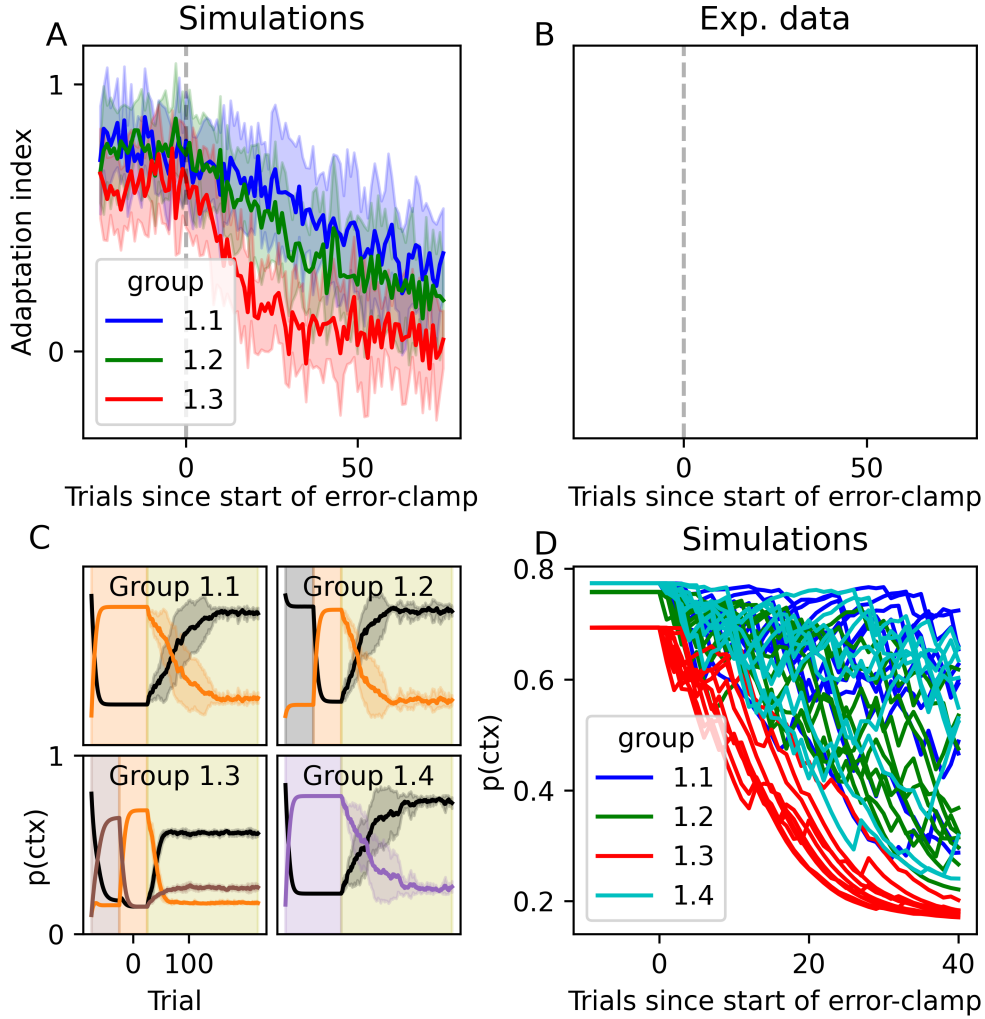 A
Simulations
Adaptation index
1
0
group
1.1
1.2
1.3
0
50
Trials since start of error-clamp
B
Exp. data
0
50
Trials since start of error-clamp
C
Group 1.1
Group 1.2
Group 1.3
Group 1.4
p(ctx)
1
0
0
100
Trial
D
Simulations
p(ctx)
0.8
0.6
0.4
0.2
group
1.1
1.2
1.3
1.4
0
20
40
Trials since start of error-clamp